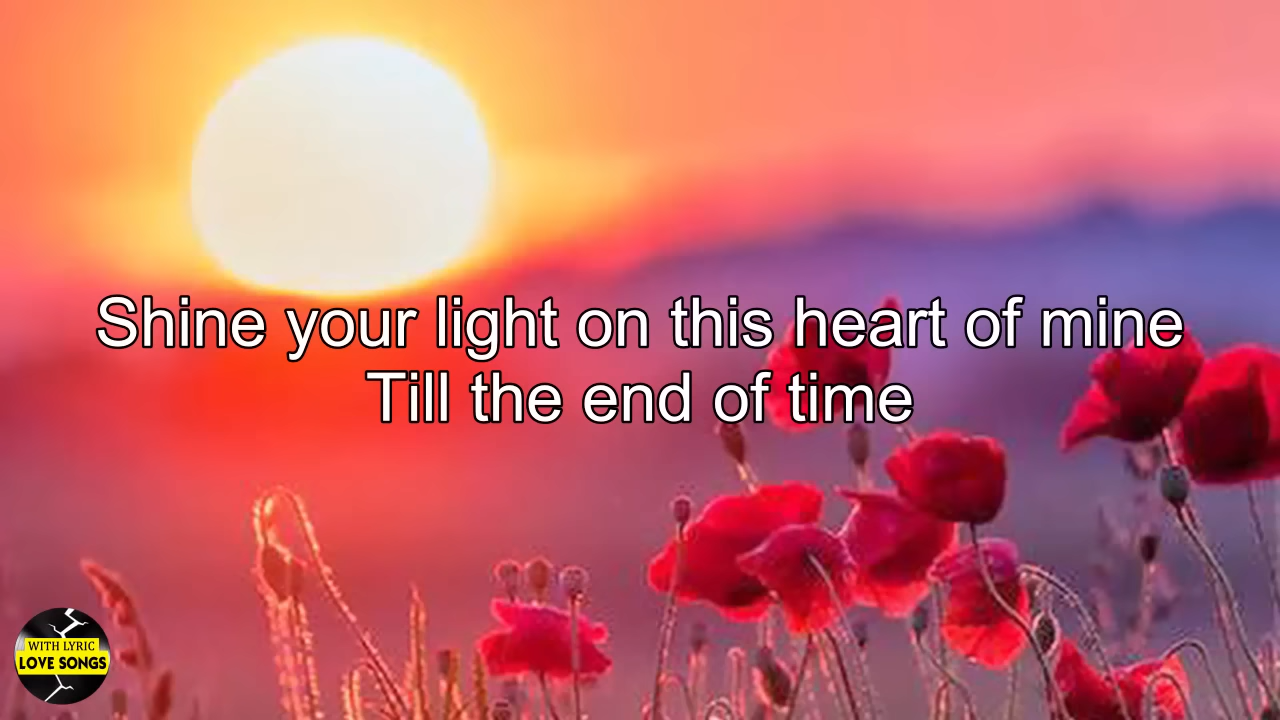 Shine your light on this heart of mine
Till the end of time
WITH LYRIC
LOVE SONGS